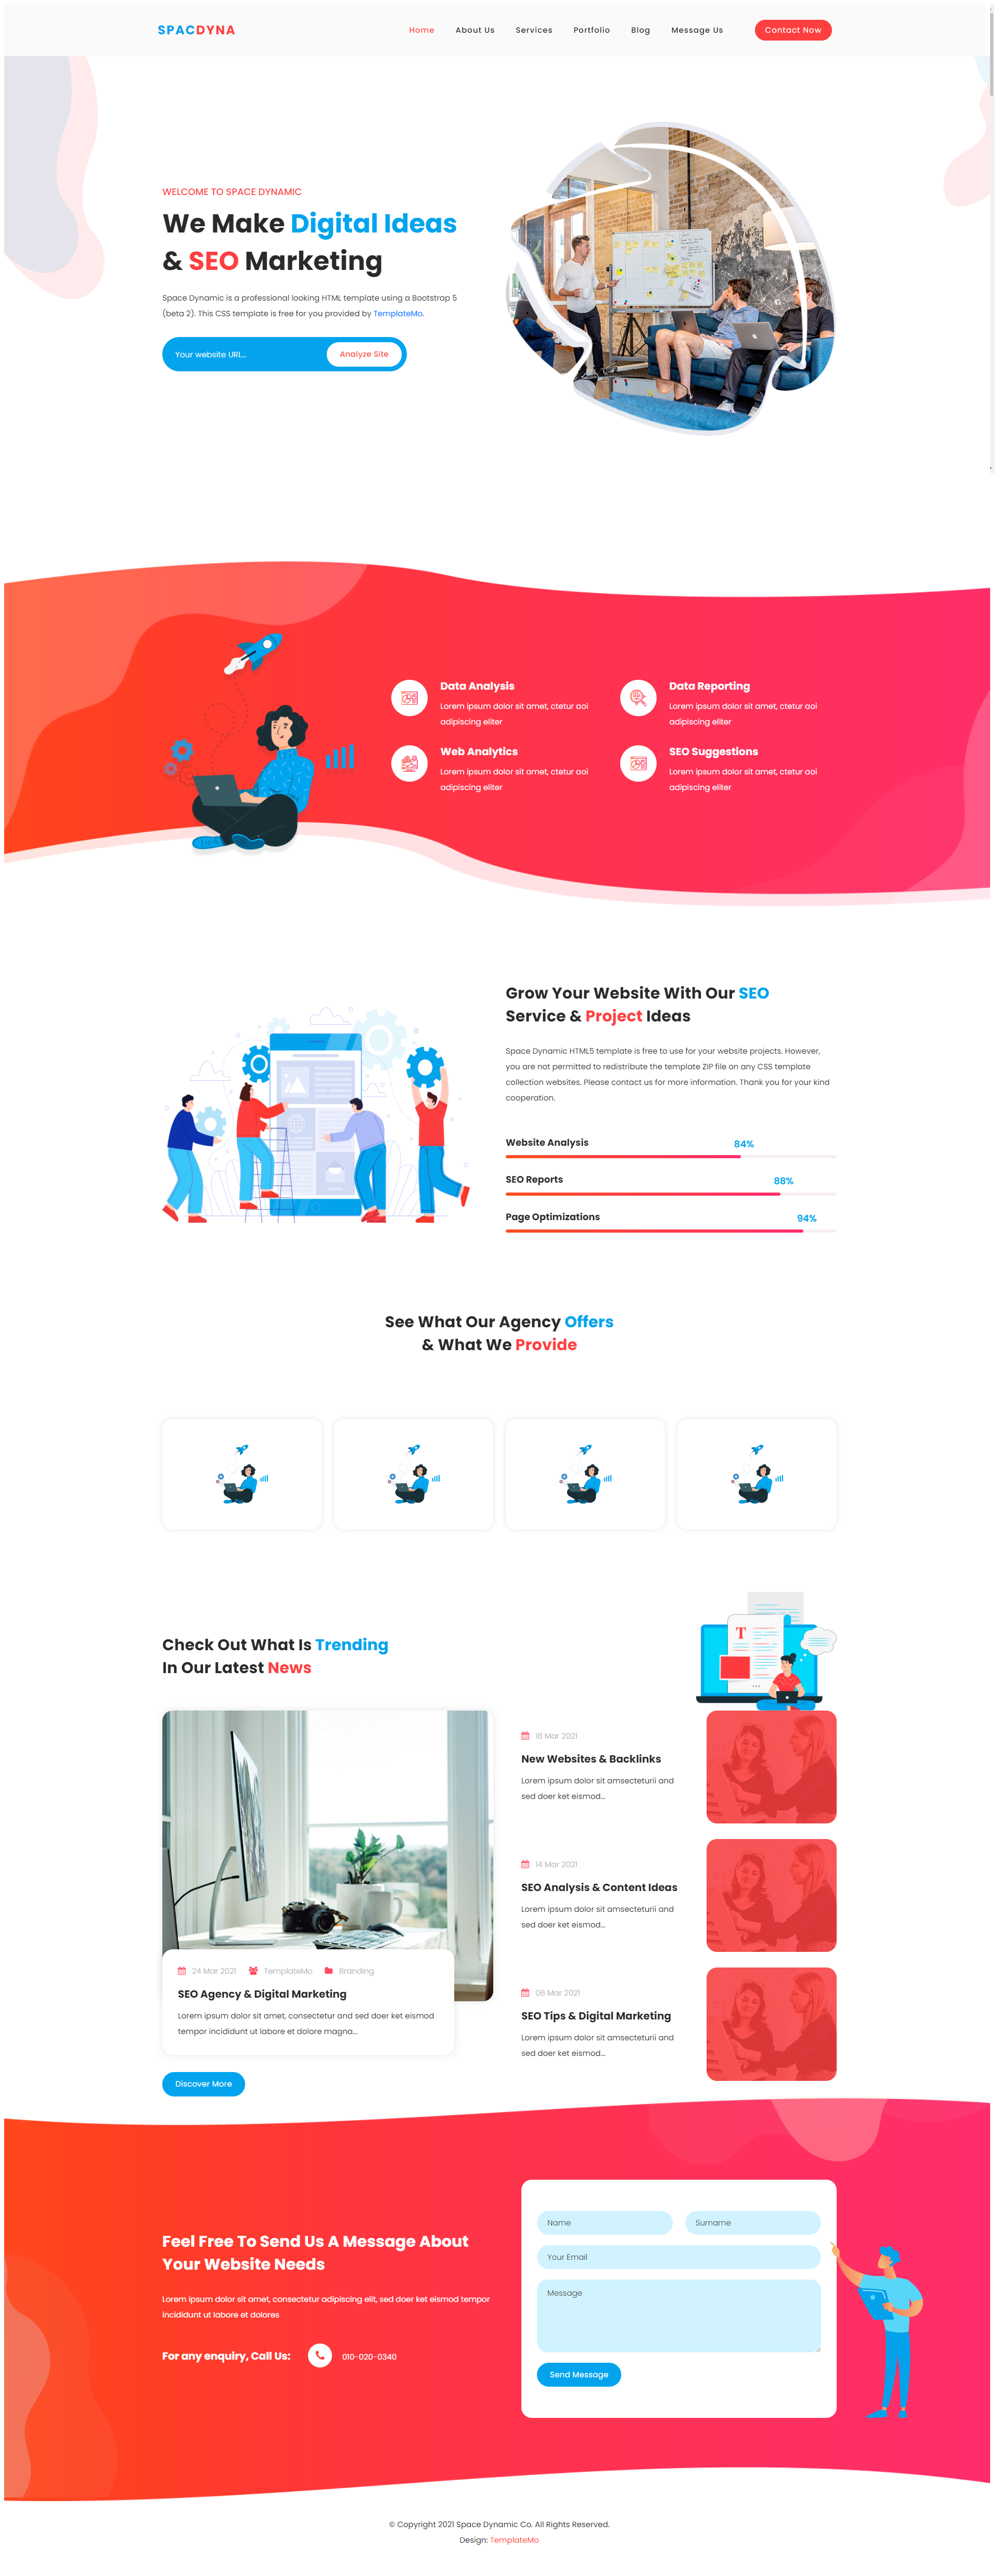 SPACDYNA
Home About Us Services Portfolio Blog Message Us Contact Now
WELCOME TO SPACE DYNAMIC
We Make Digital Ideas
& SEO Marketing
Space Dynamic is a professional looking HTML template using a Bootstrap 5
(beta 2). This CSS template is free for you provided by TemplateMo.
Your website URL...
Analyze Site
Data Analysis
Lorem ipsum dolor sit amet, ctetur aoi
adipiscing eliter
Data Reporting
Lorem ipsum dolor sit amet, ctetur aoi
adipiscing eliter
Web Analytics
Lorem ipsum dolor sit amet, ctetur aoi
adipiscing eliter
SEO Suggestions
Lorem ipsum dolor sit amet, ctetur aoi
adipiscing eliter
Grow Your Website With Our SEO
Service & Project Ideas
Space Dynamic HTML5 template is free to use for your website projects. However,
you are not permitted to redistribute the template ZIP file on any CSS template
collection websites. Please contact us for more information. Thank you for your kind
cooperation.
Website Analysis 84%
SEO Reports 88%
Page Optimizations 94%
See What Our Agency Offers
& What We Provide
Check Out What Is Trending
In Our Latest News
T
24 Mar 2021 TemplateMo Branding
SEO Agency & Digital Marketing
Lorem ipsum dolor sit amet, consectetur and sed doer ket eismod
tempor incididunt ut labore et dolore magna...
Discover More
18 Mar 2021
New Websites & Backlinks
Lorem ipsum dolor sit amsecteturii and
sed doer ket eismod...
14 Mar 2021
SEO Analysis & Content Ideas
Lorem ipsum dolor sit amsecteturii and
sed doer ket eismod...
06 Mar 2021
SEO Tips & Digital Marketing
Lorem ipsum dolor sit amsecteturii and
sed doer ket eismod...
Feel Free To Send Us A Message About
Your Website Needs
Lorem ipsum dolor sit amet, consectetur adipiscing elit, sed doer ket eismod tempor
incididunt ut labore et dolores
For any enquiry, Call Us: 010-020-0340
Name
Surname
Your Email
Message
Send Message
© Copyright 2021 Space Dynamic Co. All Rights Reserved.
Design: TemplateMo